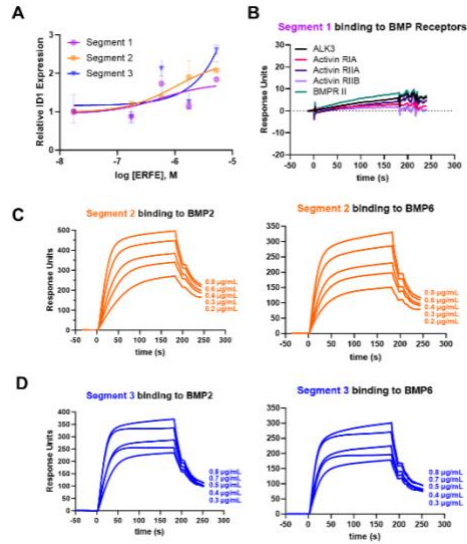 A
Segment 1
Segment 2
Segment 3
Relative ID1 Expression
3
2
1
0
-8
-7
-6
-5
log [ERFE], M
B
Segment 1 binding to BMP Receptors
ALK3
Activin RIA
Activin RIIA
Activin RIIB
BMPR II
Response Units
30
20
10
0
-10
-20
0
50
100
150
200
250
time (s)
C
Segment 2 binding to BMP2
Response Units
500
400
300
200
100
0
-50
0
50
100
150
200
250
time (s)
0.8 µg/mL
0.6 µg/mL
0.4 µg/mL
0.3 µg/mL
0.2 µg/mL
Segment 2 binding to BMP6
Response Units
350
300
250
200
150
100
50
0
-50
0
50
100
150
200
250
time (s)
0.8 µg/mL
0.6 µg/mL
0.4 µg/mL
0.3 µg/mL
0.2 µg/mL
D
Segment 3 binding to BMP2
Response Units
400
350
300
250
200
150
100
50
0
-50
0
50
100
150
200
250
time (s)
0.8 µg/mL
0.7 µg/mL
0.5 µg/mL
0.4 µg/mL
0.3 µg/mL
Segment 3 binding to BMP6
Response Units
350
300
250
200
150
100
50
0
-50
0
50
100
150
200
250
time (s)
0.8 µg/mL
0.7 µg/mL
0.5 µg/mL
0.4 µg/mL
0.3 µg/mL